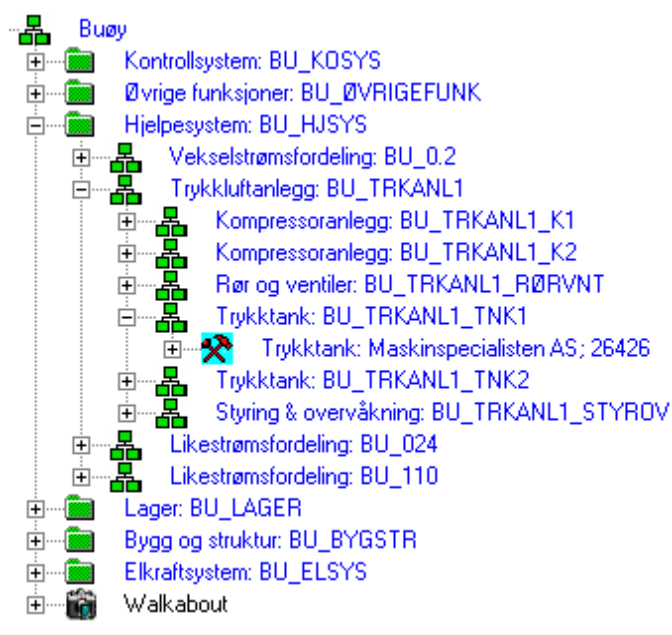 Buøy
Kontrollsystem: BU_KOSYS
Øvrige funksjoner: BU_ØVRIGEFUNK
Hjelpesystem: BU_HJSYS
Vekselstrømsfordeling: BU_0.2
Trykkluftanlegg: BU_TRKANL1
Kompressoranlegg: BU_TRKANL1_K1
Kompressoranlegg: BU_TRKANL1_K2
Rør og ventiler: BU_TRKANL1_RØRVNT
Trykktank: BU_TRKANL1_TNK1
Trykktank: Maskinspecialisten AS; 26426
Trykktank: BU_TRKANL1_TNK2
Styring & overvåkning: BU_TRKANL1_STYROV
Likestrømsfordeling: BU_024
Likestrømsfordeling: BU_110
Lager: BU_LAGER
Bygg og struktur: BU_BYGSTR
Elkraftsystem: BU_ELSYS
Walkabout